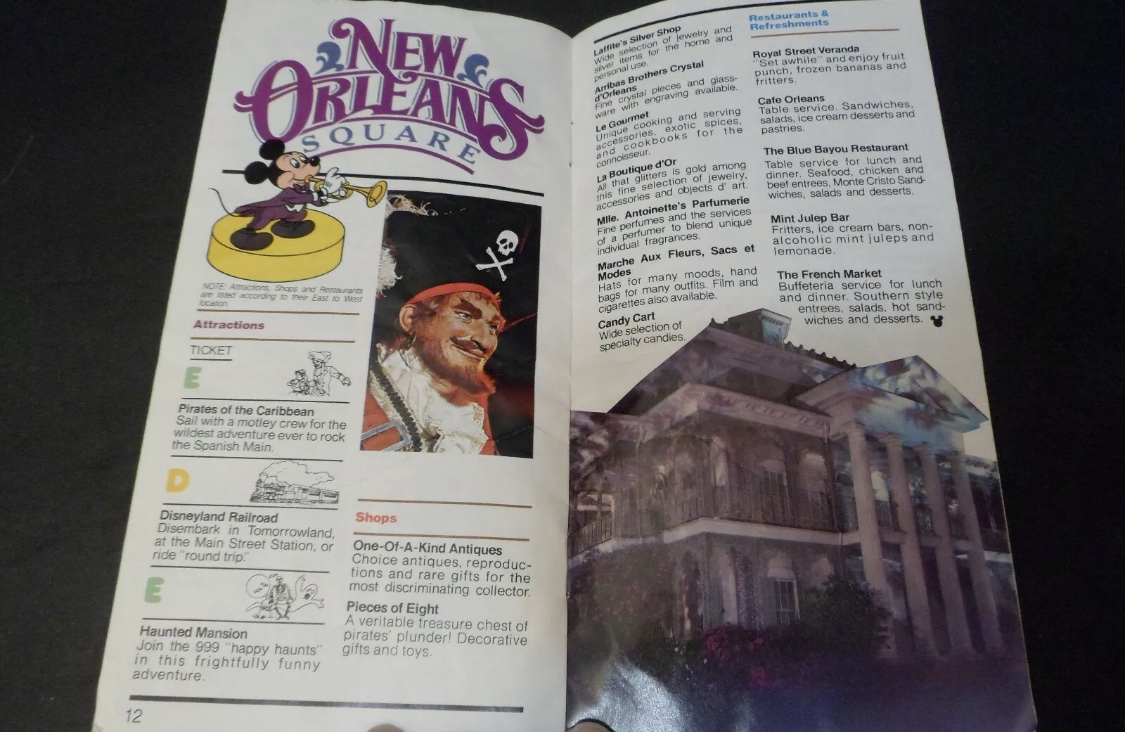 NEW
ORLEANS
SQUARE
NOTE: Attractions, Shops and Restaurants
are listed according to their East to West
location.
Attractions
TICKET
E
Pirates of the Caribbean
Sail with a motley crew for the
wildest adventure ever to rock
the Spanish Main.
D
Disneyland Railroad
Disembark in Tomorrowland,
at the Main Street Station, or
ride "round trip."
E
Haunted Mansion
Join the 999 "happy haunts"
in this frightfully funny
adventure.
12
Shops
One-Of-A-Kind Antiques
Choice antiques, reproduc-
tions and rare gifts for the
most discriminating collector.
Pieces of Eight
A veritable treasure chest of
pirates' plunder! Decorative
gifts and toys.
Laffite's Silver Shop
Wide selection of jewelry and
silver items for the home and
personal use.
Arribas Brothers Crystal
d'Orleans
Fine crystal pieces and glass-
ware with engraving available.
Le Gourmet
Unique cooking and serving
accessories, exotic spices,
and cookbooks for the
connoisseur.
La Boutique d'Or
All that glitters is gold among
this fine selection of jewelry,
accessories and objects d' art.
Mlle. Antoinette's Parfumerie
Fine perfumes and the services
of a perfumer to blend unique
individual fragrances.
Marche Aux Fleurs, Sacs et
Modes
Hats for many moods, hand
bags for many outfits. Film and
cigarettes also available.
Candy Cart
Wide selection of
specialty candies.
Restaurants &
Refreshments
Royal Street Veranda
"Set awhile" and enjoy fruit
punch, frozen bananas and
fritters.
Cafe Orleans
Table service. Sandwiches,
salads, ice cream desserts and
pastries.
The Blue Bayou Restaurant
Table service for lunch and
dinner. Seafood, chicken and
beef entrees, Monte Cristo Sand-
wiches, salads and desserts.
Mint Julep Bar
Fritters, ice cream bars, non-
alcoholic mint juleps and
lemonade.
The French Market
Buffeteria service for lunch
and dinner. Southern style
entrees, salads, hot sand-
wiches and desserts.